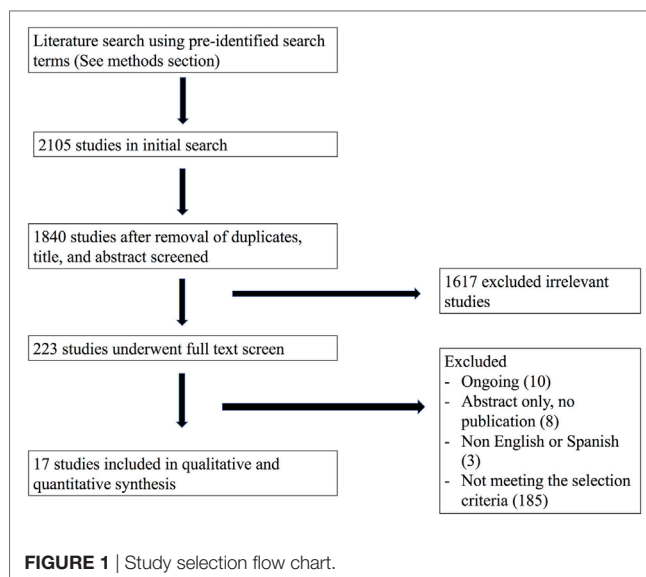 Literature search using pre-identified search
terms (See methods section)
2105 studies in initial search
1840 studies after removal of duplicates,
title, and abstract screened
1617 excluded irrelevant
studies
223 studies underwent full text screen
Excluded
- Ongoing (10)
- Abstract only, no
publication (8)
- Non English or Spanish
(3)
- Not meeting the selection
criteria (185)
17 studies included in qualitative and
quantitative synthesis
FIGURE 1 | Study selection flow chart.